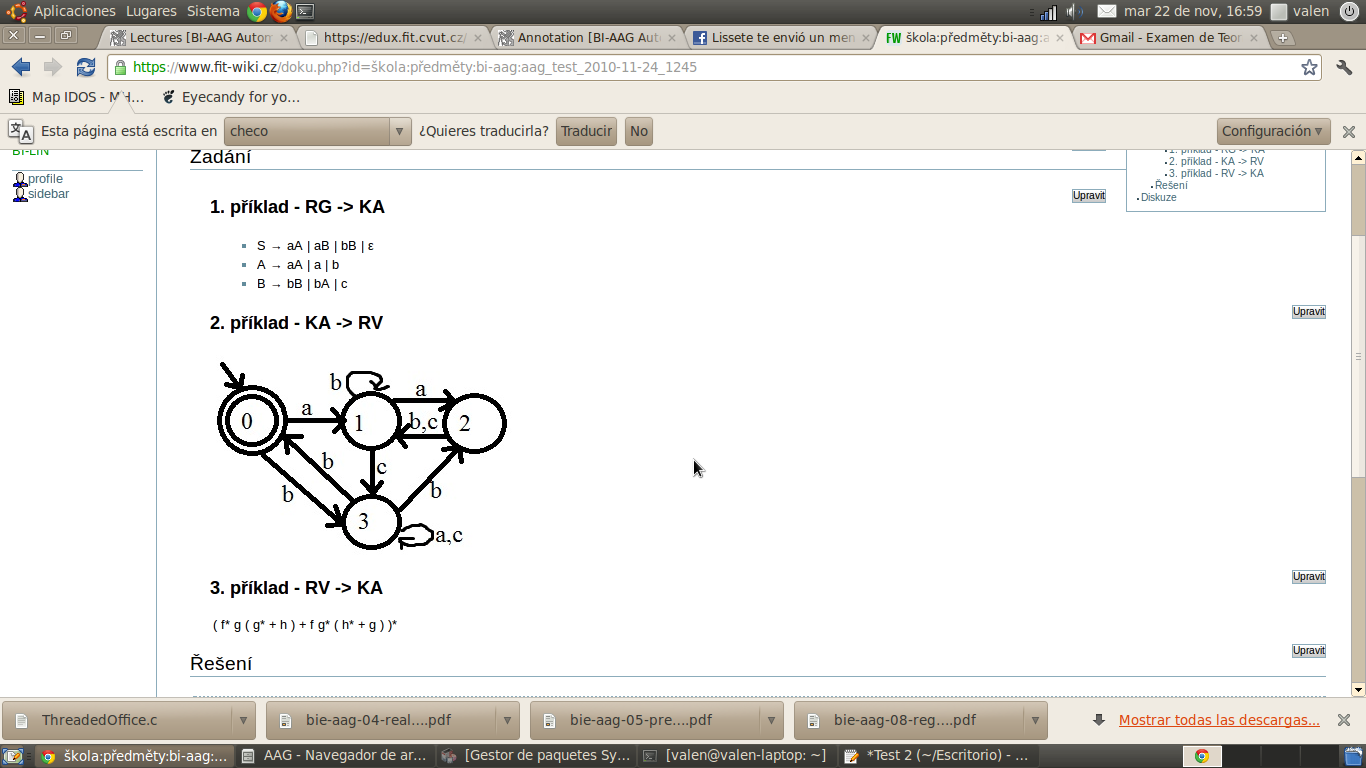 Aplicaciones Lugares Sistema mar 22 de nov, 16:59 valen
Lectures [BI-AAG Autom https://edux.fit.cvut.cz/ Annotation [BI-AAG Aut Lissete te envió un men škola:předměty:bi-aag:a Gmail - Examen de Teor
https://www.fit-wiki.cz/doku.php?id=škola:předměty:bi-aag:aag_test_2010-11-24_1245
Map IDOS - MH... Eyecandy for yo...
Esta página está escrita en checo ¿Quieres traducirla? Traducir No Configuración
BI-LIN
profile
sidebar
Zadání
1. příklad - RG -> KA
2. příklad - KA -> RV
3. příklad - RV -> KA
Řešení
Diskuze
1. příklad - RG -> KA Upravit
S → aA | aB | bB | ε
A → aA | a | b
B → bB | bA | c
Upravit
2. příklad - KA -> RV
b a
0 a 1 b,c 2
b c
b b
3 a,c
Upravit
3. příklad - RV -> KA
( f* g ( g* + h ) + f g* ( h* + g ) )*
Upravit
Řešení
ThreadedOffice.c bie-aag-04-real....pdf bie-aag-05-pre....pdf bie-aag-08-reg....pdf Mostrar todas las descargas...
škola:předměty:bi-aag:... AAG - Navegador de ar... [Gestor de paquetes Sy... [valen@valen-laptop: ~] *Test 2 (~/Escritorio) - ...